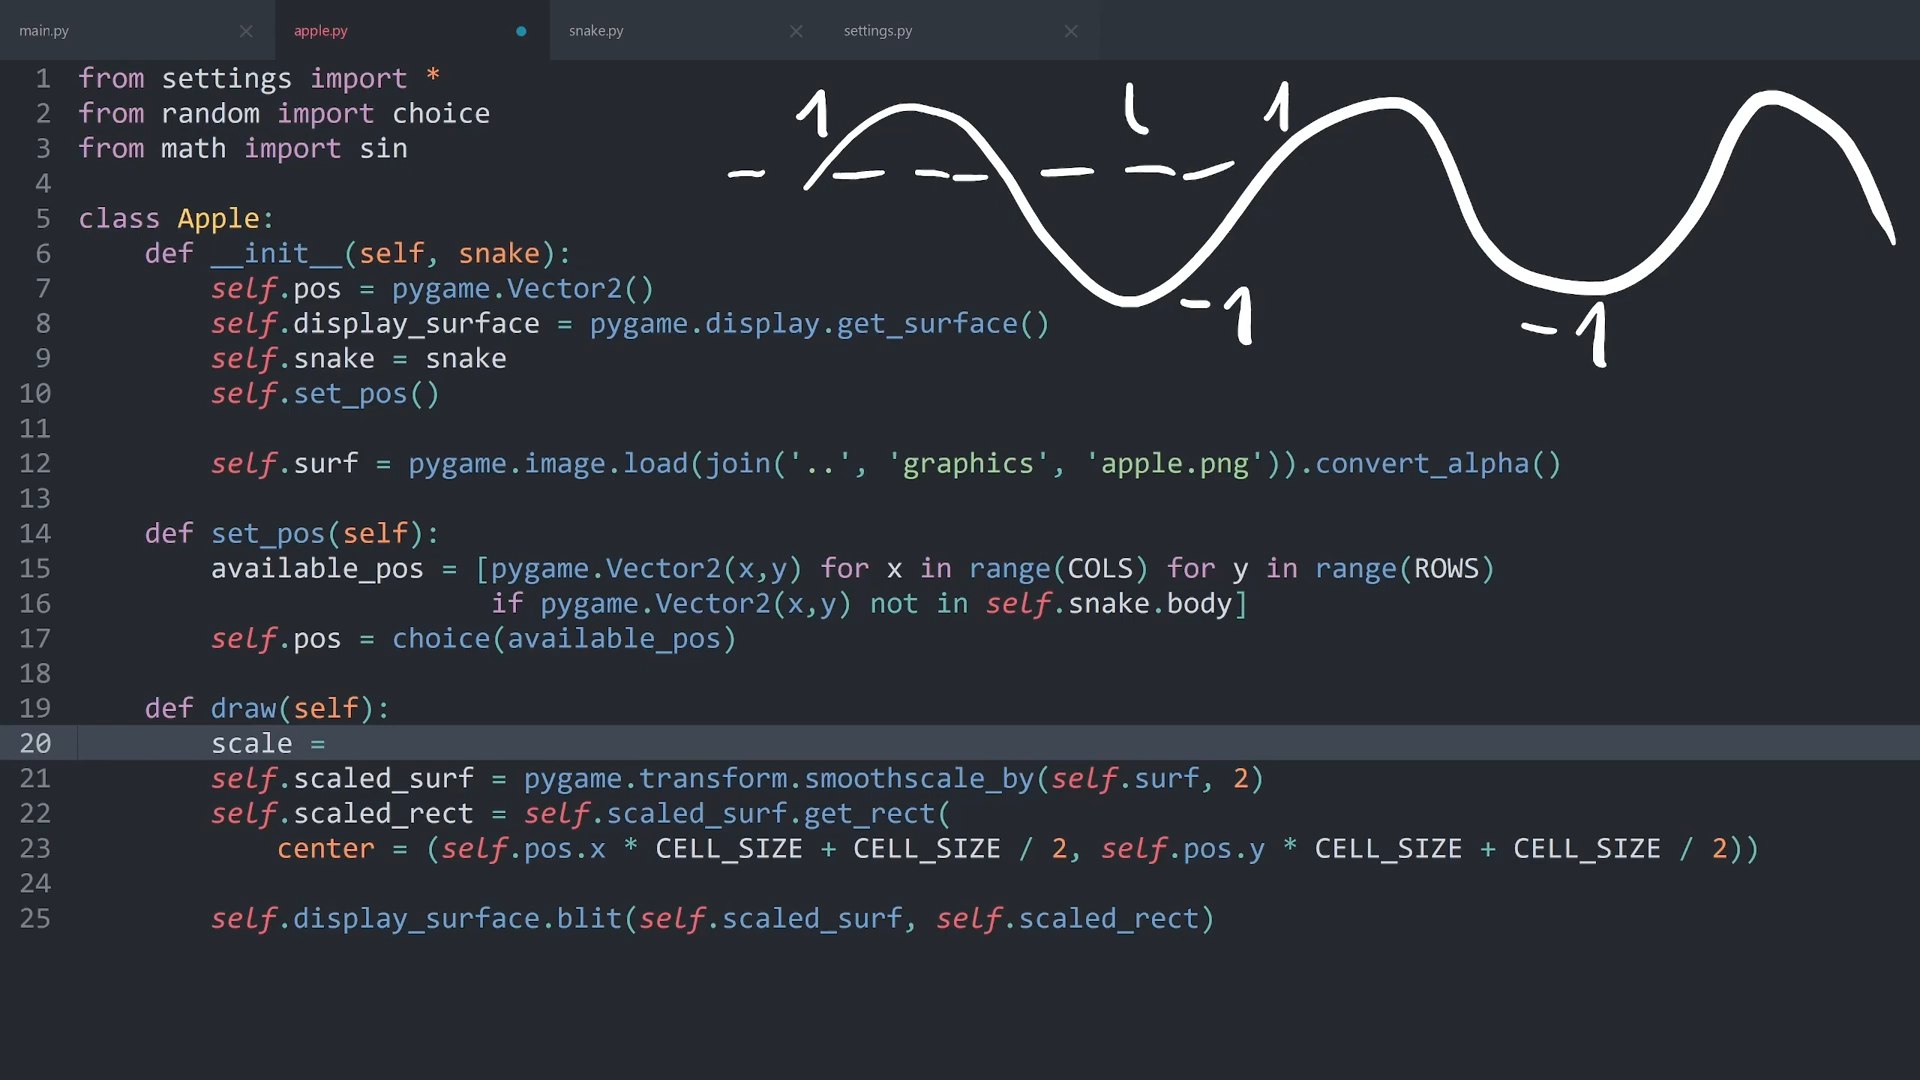 main.py apple.py snake.py settings.py
1 from settings import *
2 from random import choice
3 from math import sin
4
5 class Apple:
6     def __init__(self, snake):
7         self.pos = pygame.Vector2()
8         self.display_surface = pygame.display.get_surface()
9         self.snake = snake
10         self.set_pos()
11
12         self.surf = pygame.image.load(join('..', 'graphics', 'apple.png')).convert_alpha()
13
14     def set_pos(self):
15         available_pos = [pygame.Vector2(x,y) for x in range(COLS) for y in range(ROWS)
16                          if pygame.Vector2(x,y) not in self.snake.body]
17         self.pos = choice(available_pos)
18
19     def draw(self):
20         scale =
21         self.scaled_surf = pygame.transform.smoothscale_by(self.surf, 2)
22         self.scaled_rect = self.scaled_surf.get_rect(
23             center = (self.pos.x * CELL_SIZE + CELL_SIZE / 2, self.pos.y * CELL_SIZE + CELL_SIZE / 2))
24
25         self.display_surface.blit(self.scaled_surf, self.scaled_rect)
1 1
-1 -1